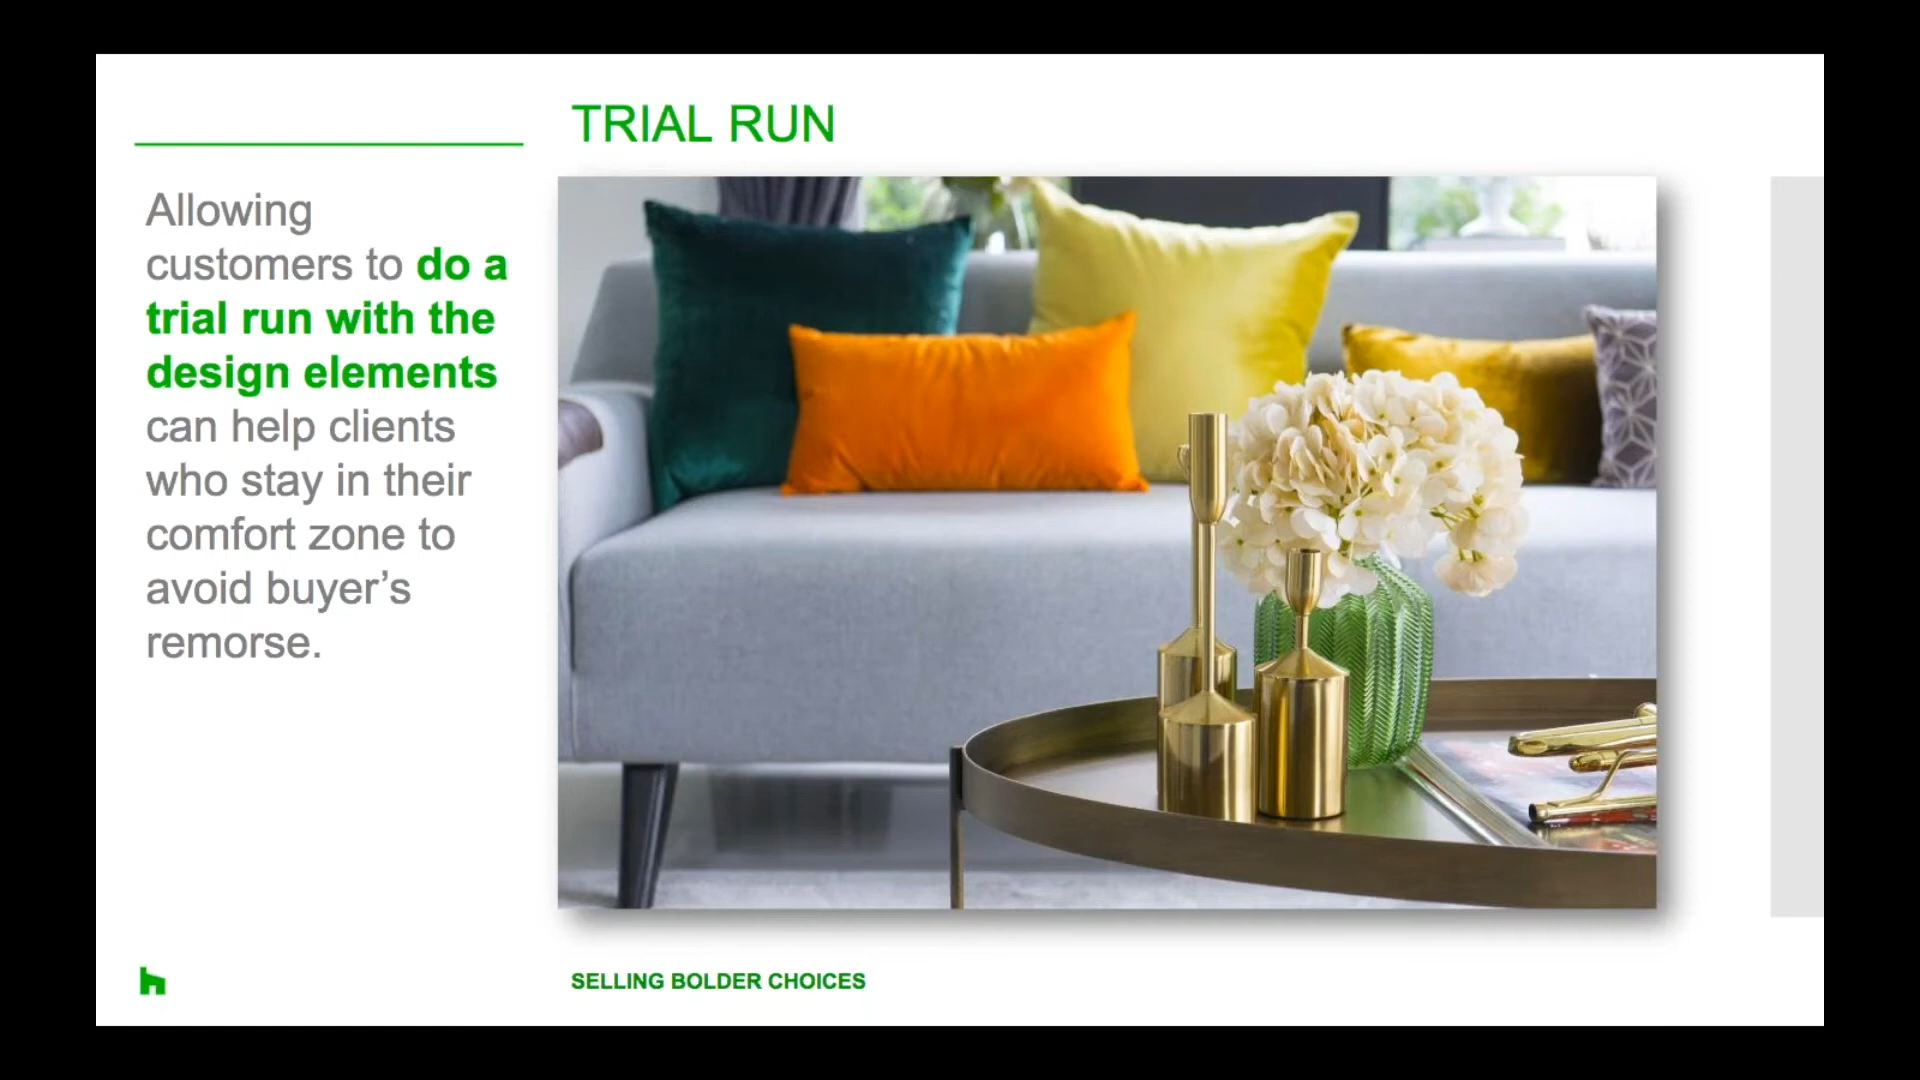 TRIAL RUN
Allowing
customers to do a
trial run with the
design elements
can help clients
who stay in their
comfort zone to
avoid buyer’s
remorse.
SELLING BOLDER CHOICES